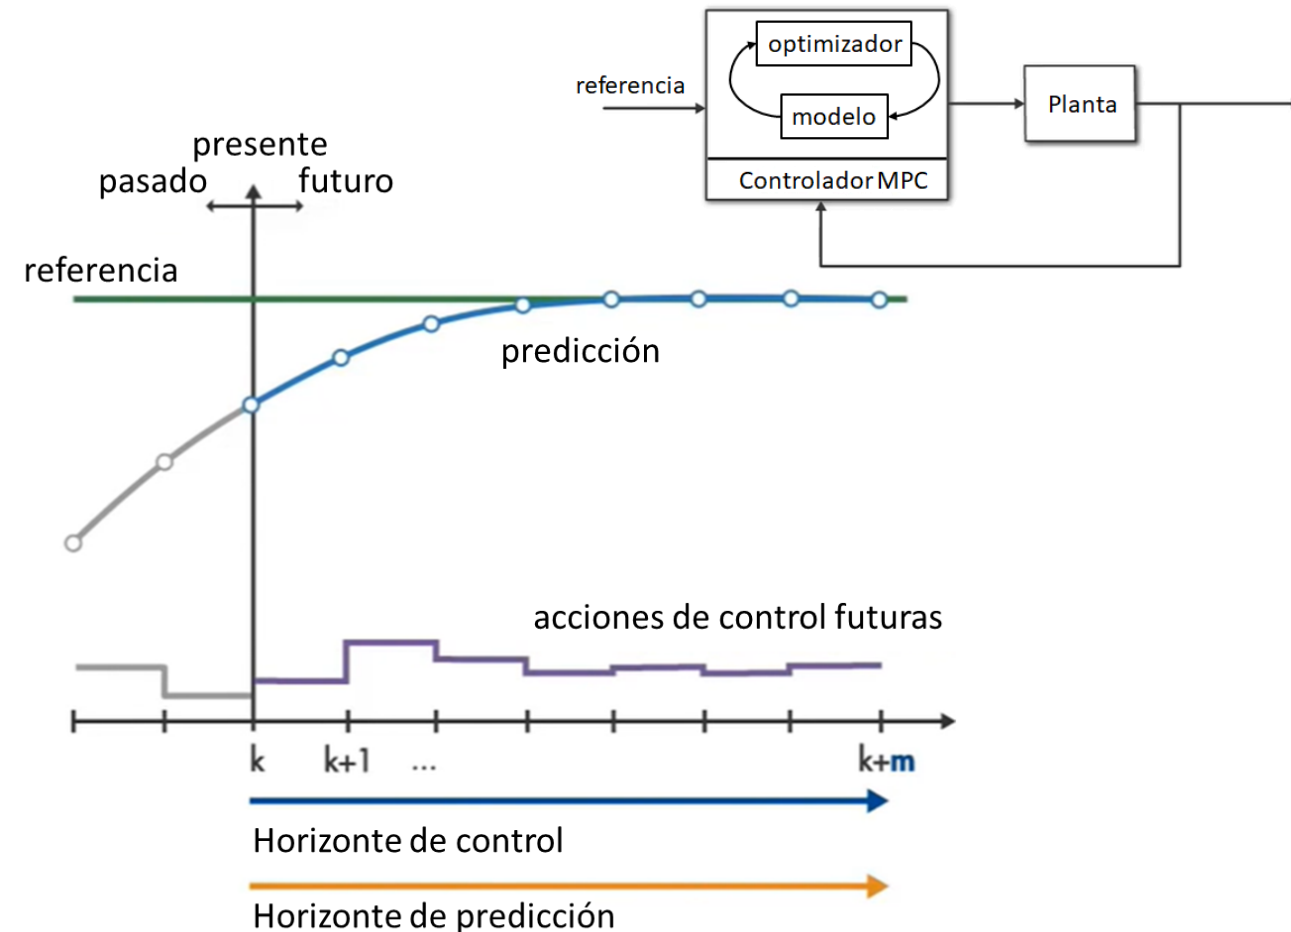 optimizador
referencia
modelo
Planta
Controlador MPC
presente
pasado
futuro
referencia
predicción
acciones de control futuras
k
k+1
...
k+m
Horizonte de control
Horizonte de predicción